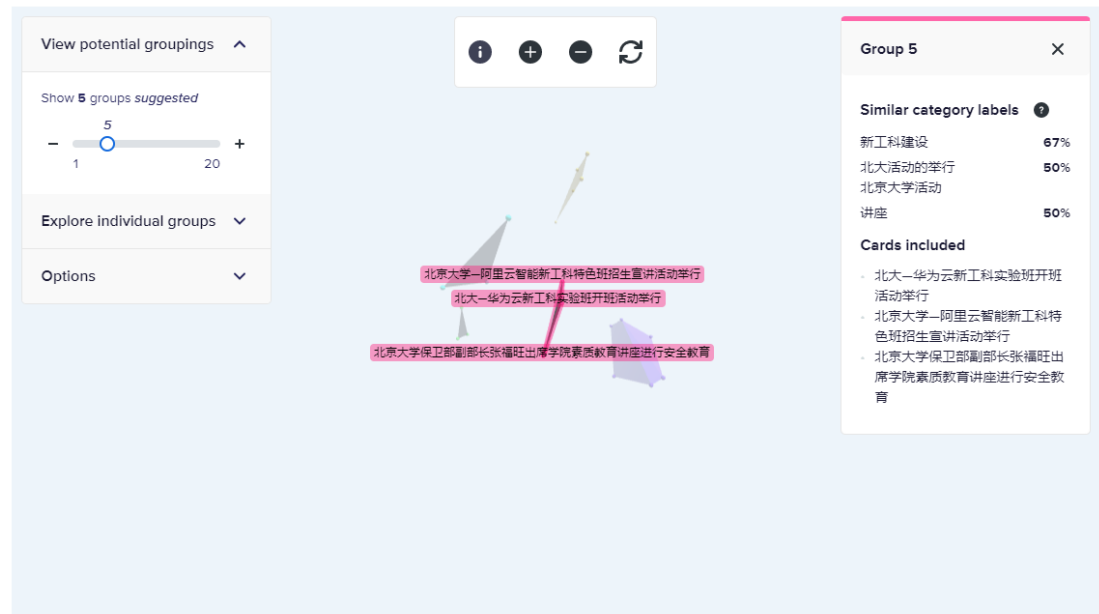 View potential groupings
Show 5 groups suggested
5
1
20
Explore individual groups
Options
北京大学—阿里云智能新工科特色班招生宣讲活动举行
北大—华为云新工科实验班开班活动举行
北京大学保卫部副部长张福旺出席学院素质教育讲座进行安全教育
Group 5
Similar category labels
新工科建设 67%
北大活动的举行 50%
北京大学活动
讲座 50%
Cards included
北大—华为云新工科实验班开班
活动举行
北京大学—阿里云智能新工科特
色班招生宣讲活动举行
北京大学保卫部副部长张福旺出
席学院素质教育讲座进行安全教
育